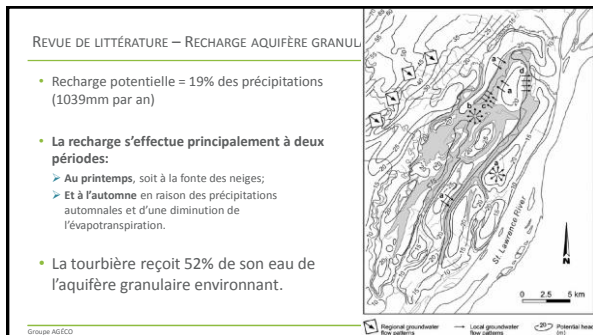 REVUE DE LITTÉRATURE – RECHARGE AQUIFÈRE
• Recharge potentielle = 19% des précipitations
(1039mm par an)
• La recharge s'effectue principalement à deux
périodes:
➢ Au printemps, soit à la fonte des neiges;
➢ Et à l'automne en raison des précipitations
automnales et d'une diminution de
l'évapotranspiration.
• La tourbière reçoit 52% de son eau de
l'aquifère granulaire environnant.
Groupe AGÉCO
St. Lawrence River
N
0 2.5 5 km
Regional groundwater
flow patterns
Local groundwater
flow patterns
20
Potential head
(m)